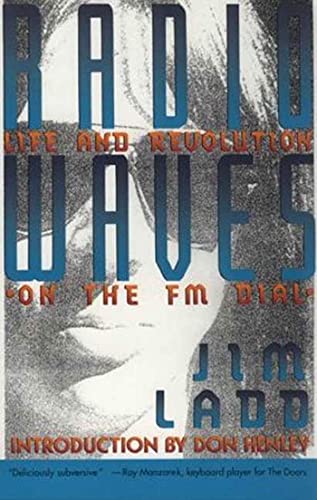 RADIO
LIFE AND REVOLUTION
WAVES
-ON THE FM DIAL-
JIM
LADD
INTRODUCTION BY DON HENLEY
"Deliciously subversive" —Ray Manzarek, keyboard player for The Doors